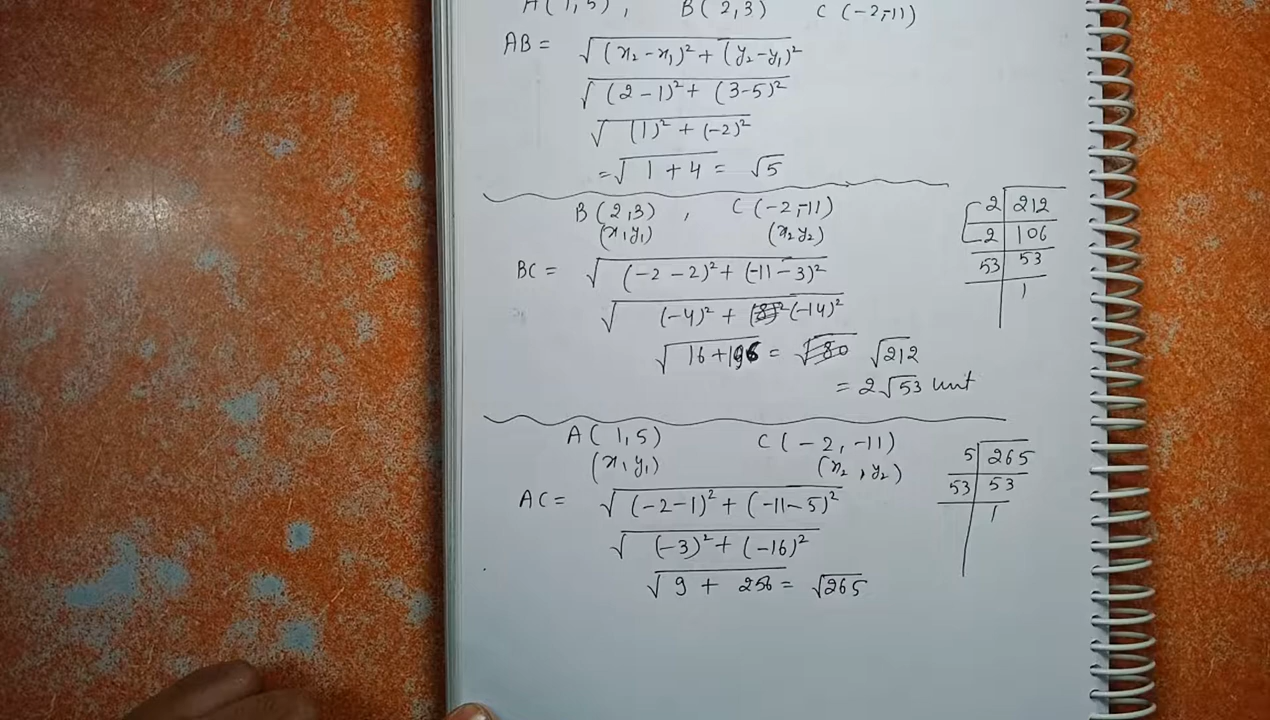 A(1,5), B(2,3) C(-2,-11)
AB = √(x₂-x₁)²+(y₂-y₁)²
√(2-1)²+(3-5)²
√(1)²+(-2)²
=√1+4 = √5
B(2,3), C(-2,-11)
(x₁y₁) (x₂y₂)
BC = √(-2-2)²+(-11-3)²
√(-4)²+(-14)²
√16+196 = √212
= 2√53 unit
2 212
2 106
53 53
1
A(1,5) C(-2,-11)
(x₁y₁) (x₂,y₂)
AC = √(-2-1)²+(-11-5)²
√(-3)²+(-16)²
√9+256 = √265
5 265
53 53
1